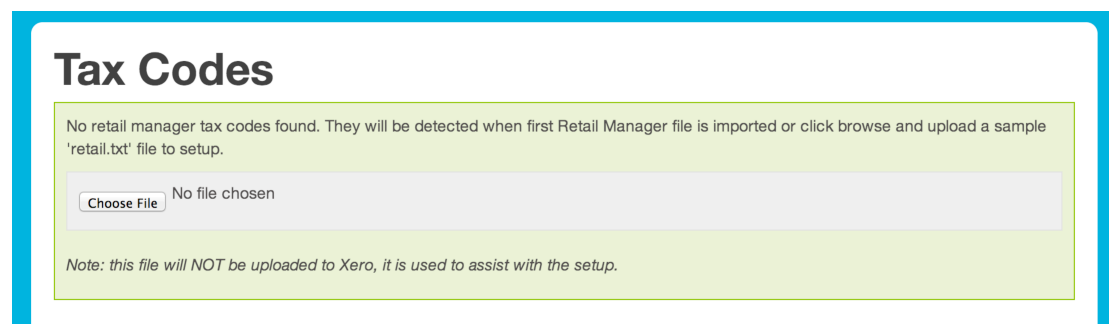 Tax Codes
No retail manager tax codes found. They will be detected when first Retail Manager file is imported or click browse and upload a sample
'retail.txt' file to setup.
Choose File No file chosen
Note: this file will NOT be uploaded to Xero, it is used to assist with the setup.